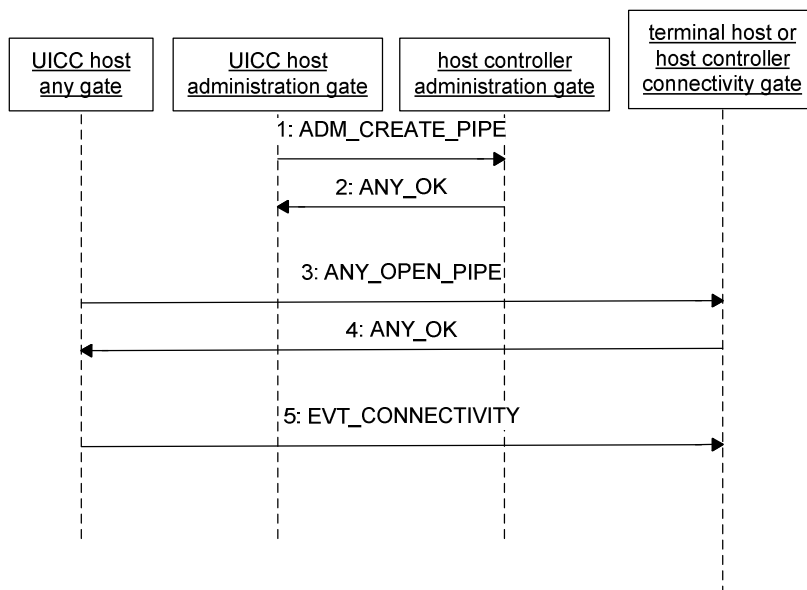 UICC host
any gate
UICC host
administration gate
host controller
administration gate
terminal host or
host controller
connectivity gate
1: ADM_CREATE_PIPE
2: ANY_OK
3: ANY_OPEN_PIPE
4: ANY_OK
5: EVT_CONNECTIVITY